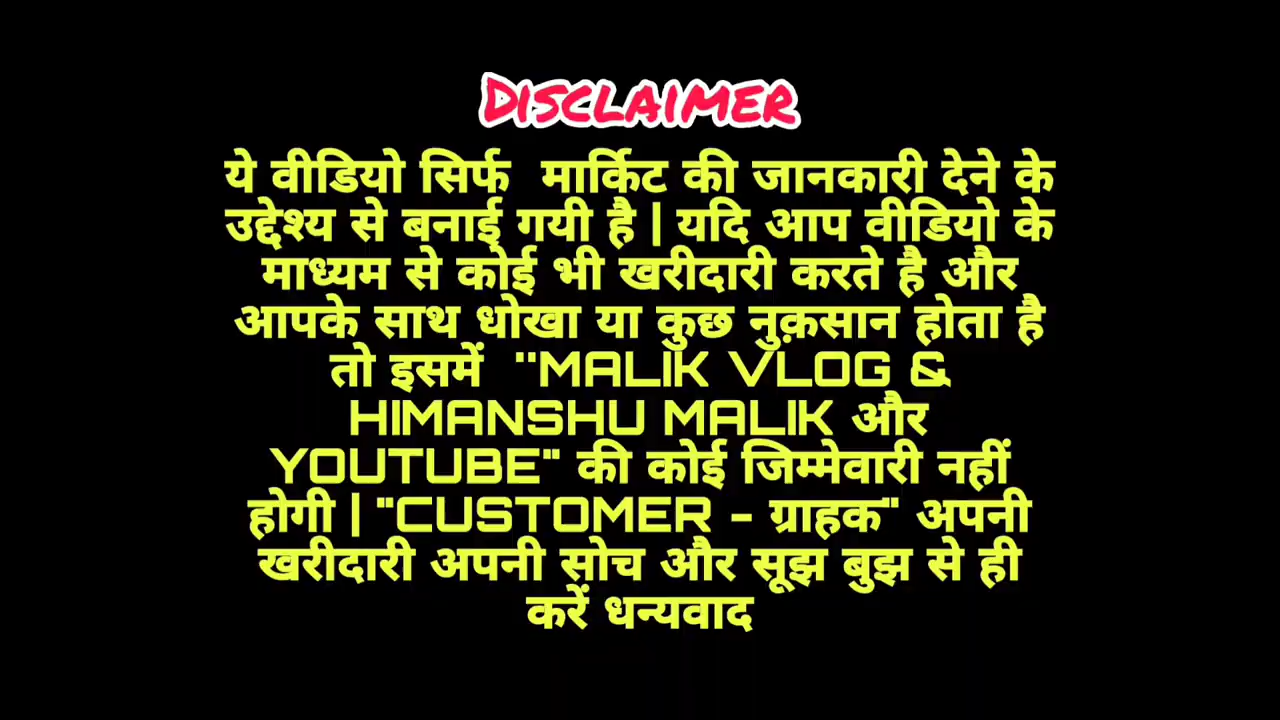 DISCLAIMER
ये वीडियो सिर्फ मार्किट की जानकारी देने के
उद्देश्य से बनाई गयी है | यदि आप वीडियो के
माध्यम से कोई भी खरीदारी करते है और
आपके साथ धोखा या कुछ नुक़सान होता है
तो इसमें "MALIK VLOG &
HIMANSHU MALIK और
YOUTUBE" की कोई जिम्मेवारी नहीं
होगी | "CUSTOMER - ग्राहक" अपनी
खरीदारी अपनी सोच और सूझ बुझ से ही
करें धन्यवाद